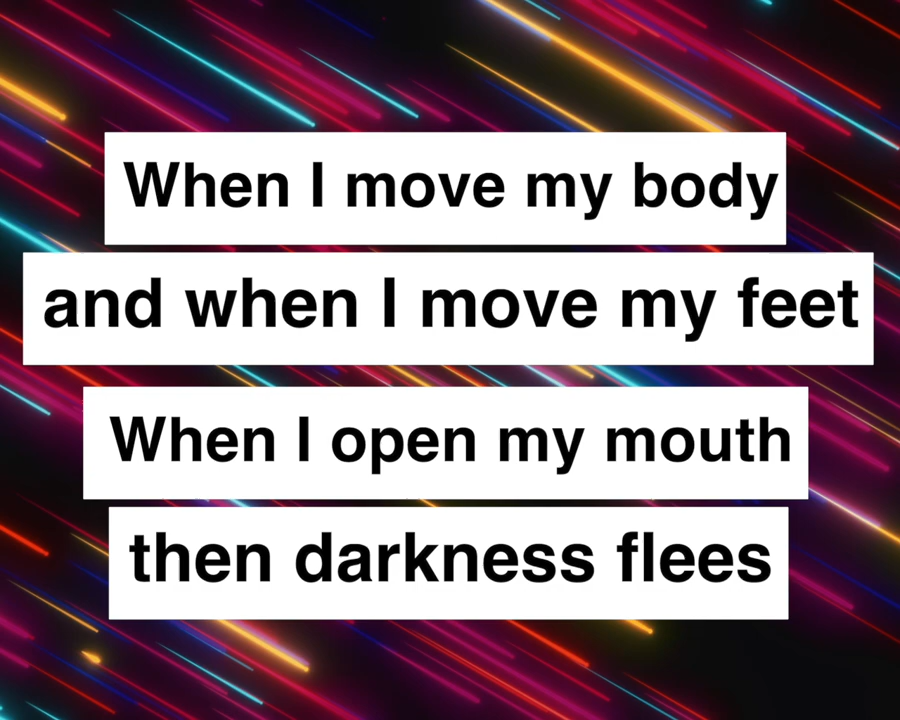 When I move my body
and when I move my feet
When I open my mouth
then darkness flees